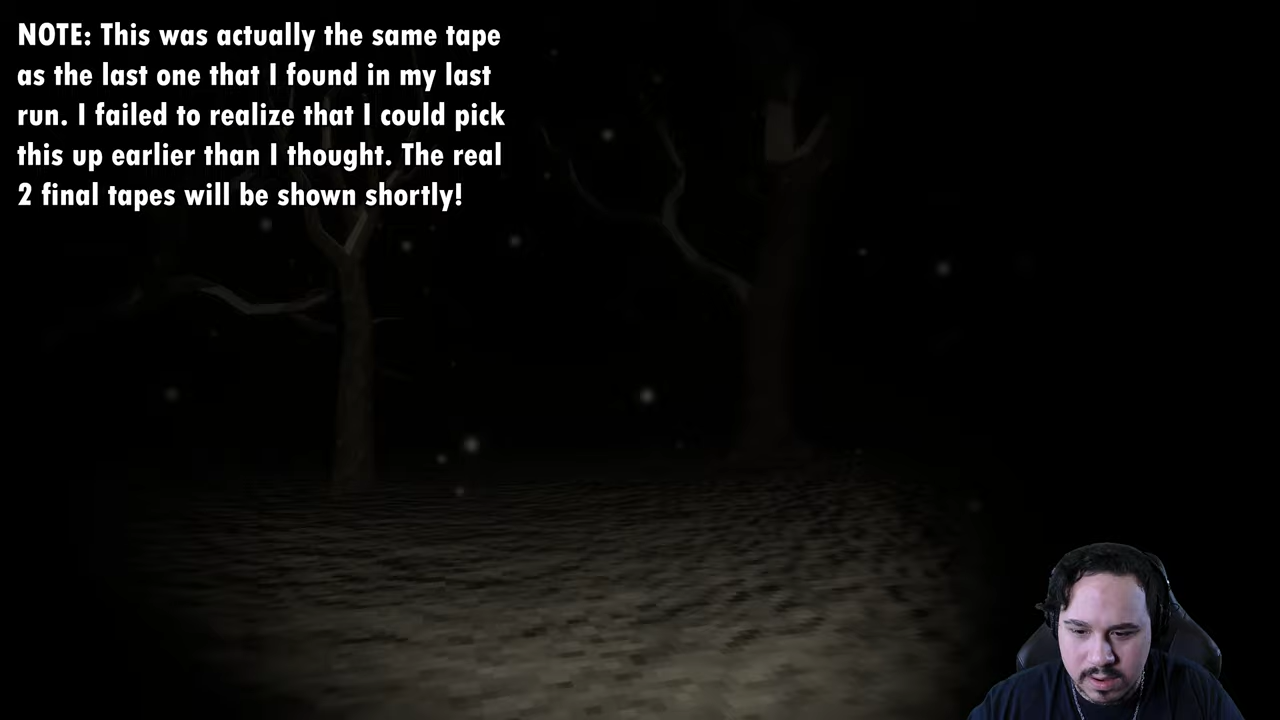 NOTE: This was actually the same tape
as the last one that I found in my last
run. I failed to realize that I could pick
this up earlier than I thought. The real
2 final tapes will be shown shortly!